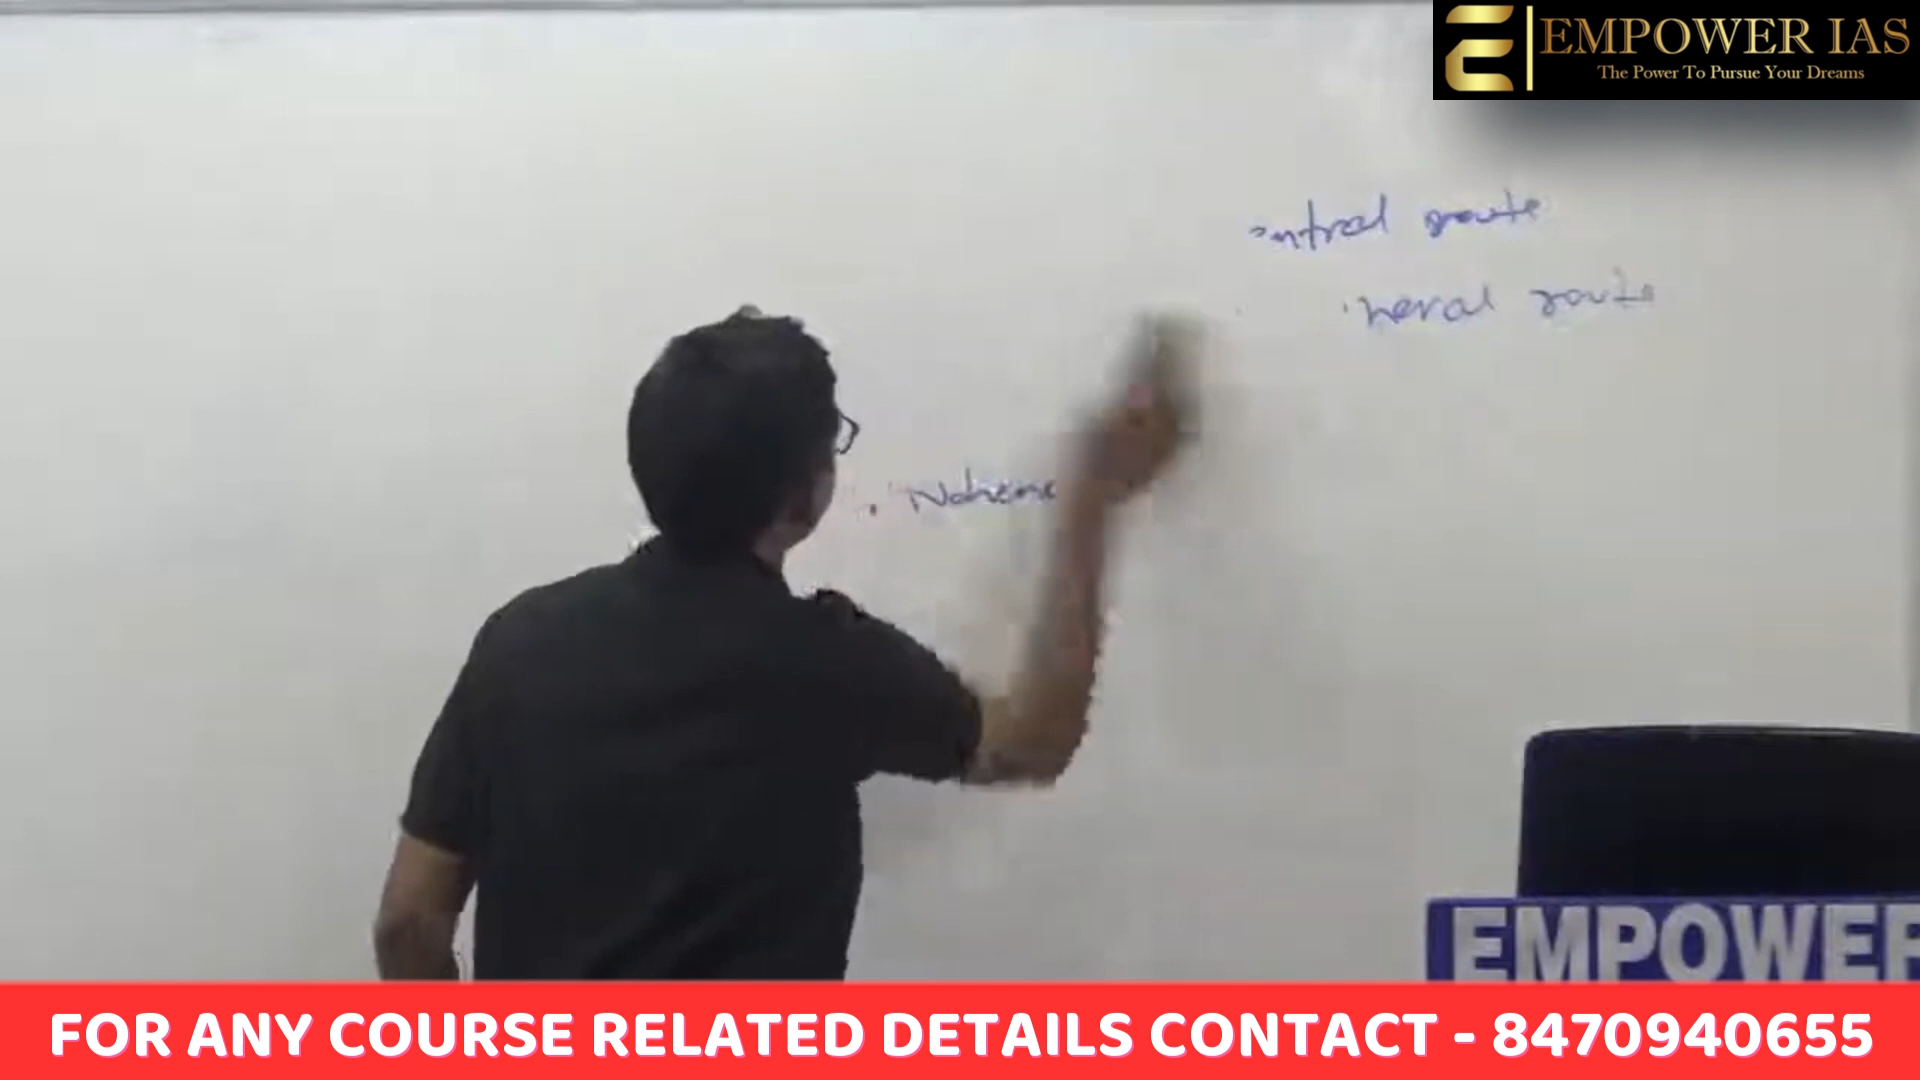 EMPOWER IAS
The Power To Pursue Your Dreams
entral route
heral route
EMPOWER
FOR ANY COURSE RELATED DETAILS CONTACT - 8470940655